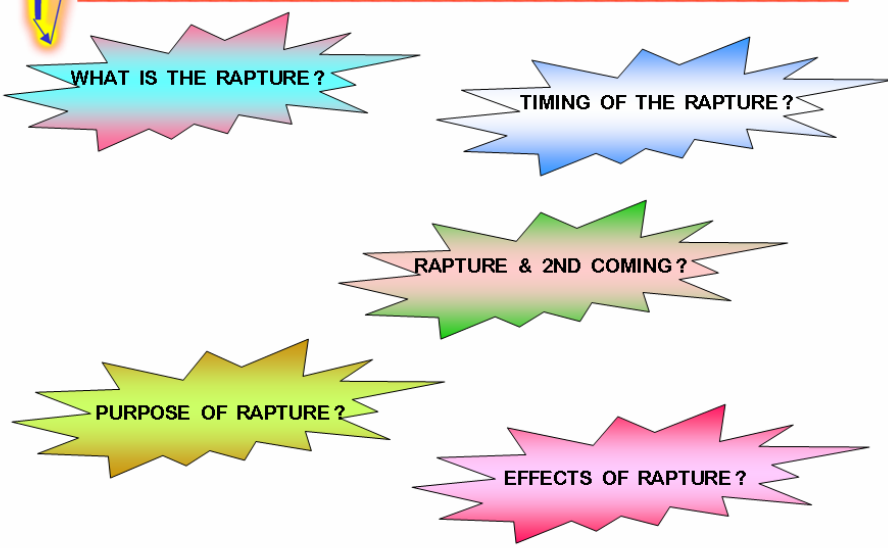 WHAT IS THE RAPTURE?
TIMING OF THE RAPTURE?
RAPTURE & 2ND COMING?
PURPOSE OF RAPTURE?
EFFECTS OF RAPTURE?